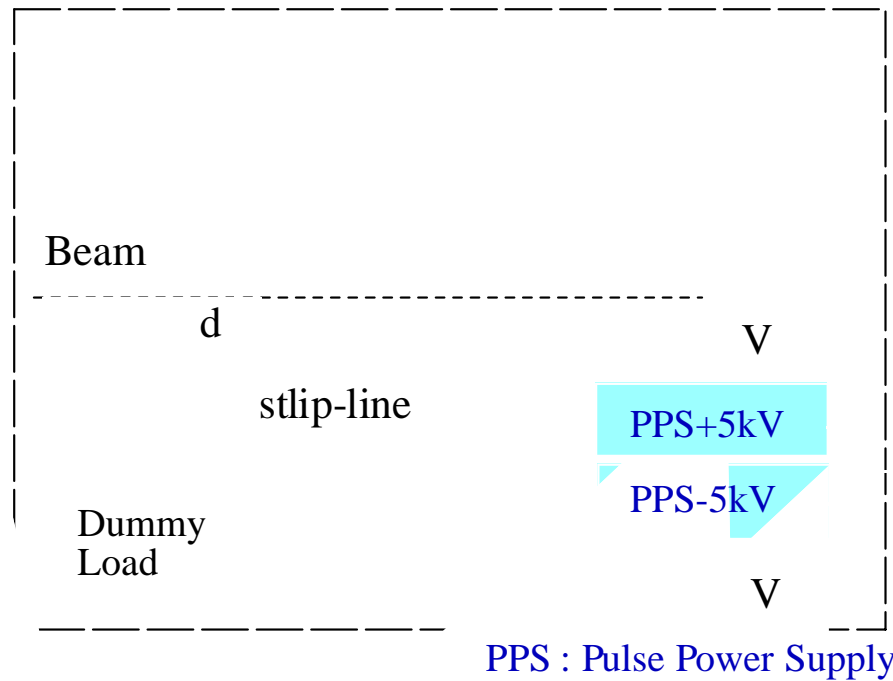 Beam
d
V
stlip-line
PPS+5kV
PPS-5kV
Dummy
Load
V
PPS : Pulse Power Supply